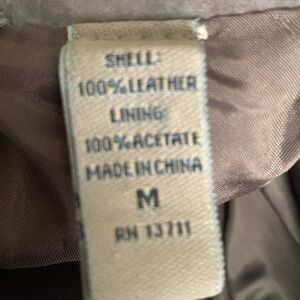 SHELL:
100% LEATHER
LINING:
100% ACETATE
MADE IN CHINA
M
RN 13711